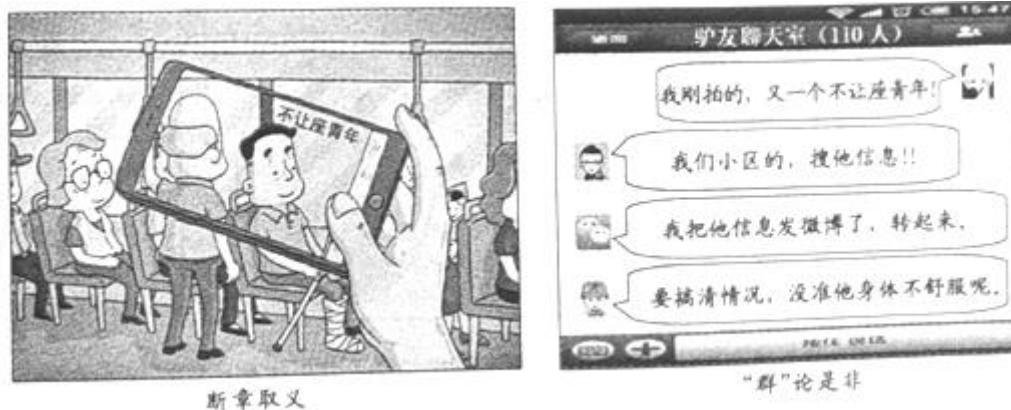 不让座青年
断章取义
15:47
驴友聊天室（110人）
我刚拍的，又一个不让座青年！
我们小区的，搜他信息！！
我把他信息发微博了，转起来。
要搞清情况，没准他身体不舒服呢。
“群”论是非